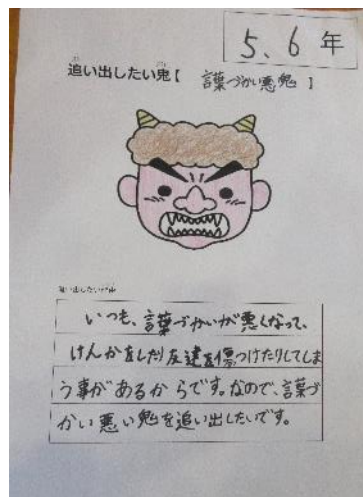 5、6年
追い出したい鬼【 言葉づかい悪鬼 】
いつも、言葉づかいが悪くなって、
けんかをしたり友達を傷つけたりしてしま
う事があるからです。なので、言葉づ
かい悪い鬼を追い出したいです。